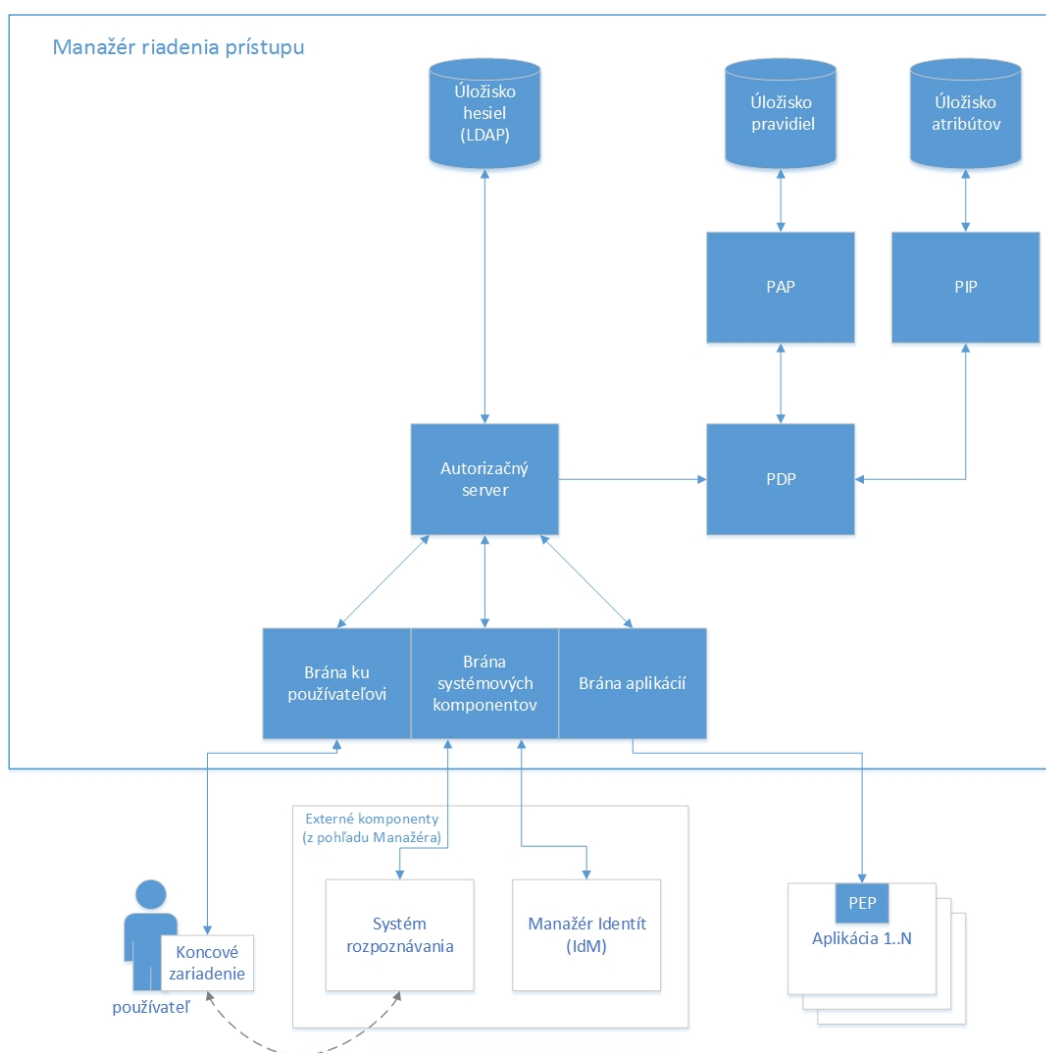 Manažér riadenia prístupu
Úložisko
hesiel
(LDAP)
Úložisko
pravidiel
Úložisko
atribútov
PAP
PIP
Autorizačný
server
PDP
Brána ku
používateľovi
Brána
systémových
komponentov
Brána aplikácií
Externé komponenty
(z pohľadu Manažéra)
Systém
rozpoznávania
Manažér Identít
(IdM)
PEP
Aplikácia 1..N
Koncové
zariadenie
používateľ